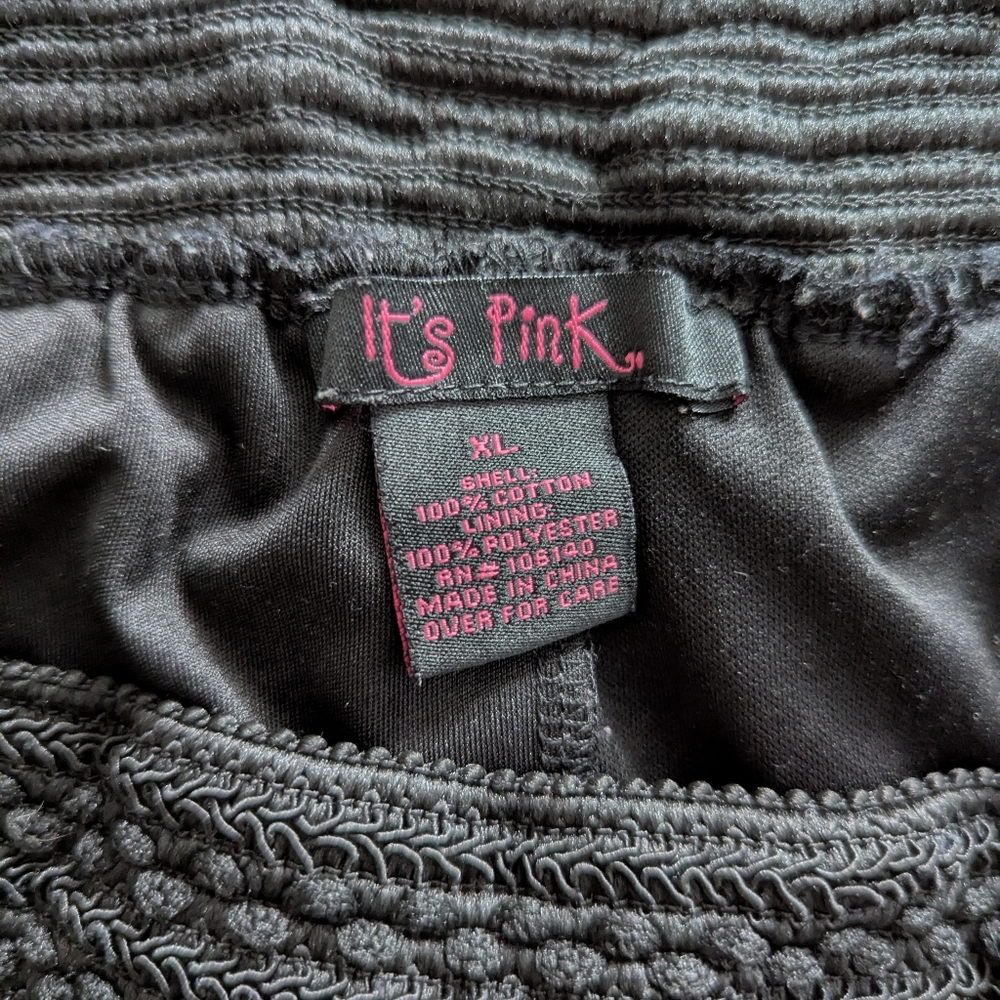 It's Pink
XL
SHELL:
100% COTTON
LINING:
100% POLYESTER
RN# 106140
MADE IN CHINA
OVER FOR CARE